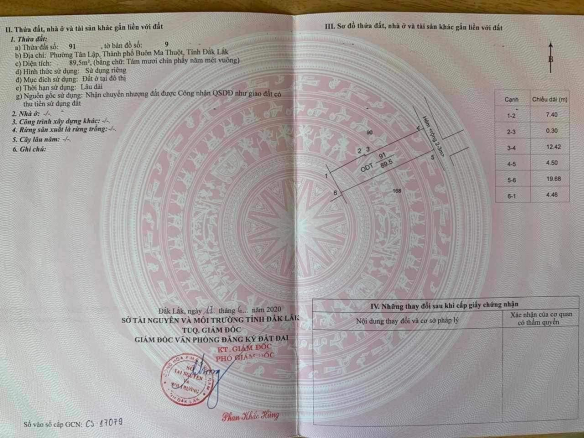 II. Thửa đất, nhà ở và tài sản khác gắn liền với đất
1. Thửa đất:
a) Thửa đất số: 91 , tờ bản đồ số: 9
b) Địa chỉ: Phường Tân Lập, Thành phố Buôn Ma Thuột, Tỉnh Đắk Lắk
c) Diện tích: 89,5m², (bằng chữ: Tám mươi chín phẩy năm mét vuông)
d) Hình thức sử dụng: Sử dụng riêng
đ) Mục đích sử dụng: Đất ở tại đô thị
e) Thời hạn sử dụng: Lâu dài
g) Nguồn gốc sử dụng: Nhận chuyển nhượng đất được Công nhận QSDĐ như giao đất có
thu tiền sử dụng đất
2. Nhà ở: -/-
3. Công trình xây dựng khác: -/-
4. Rừng sản xuất là rừng trồng: -/-
5. Cây lâu năm: -/-
6. Ghi chú:
Đắk Lắk, ngày tháng năm 2020
SỞ TÀI NGUYÊN VÀ MÔI TRƯỜNG TỈNH ĐẮK LẮK
TUQ. GIÁM ĐỐC
GIÁM ĐỐC VĂN PHÒNG ĐĂNG KÝ ĐẤT ĐAI
KT. GIÁM ĐỐC
PHÓ GIÁM ĐỐC
Phan Khắc Hùng
Số vào sổ cấp GCN: CS 17079
III. Sơ đồ thửa đất, nhà ở và tài sản khác gắn liền với đất
B
90
2 3
1
91
ODT 89.5
6
5
188
Cạnh Chiều dài (m)
1-2 7.40
2-3 0.30
3-4 12.42
4-5 4.50
5-6 19.68
6-1 4.48
IV. Những thay đổi sau khi cấp giấy chứng nhận
Nội dung thay đổi và cơ sở pháp lý
Xác nhận của cơ quan
có thẩm quyền